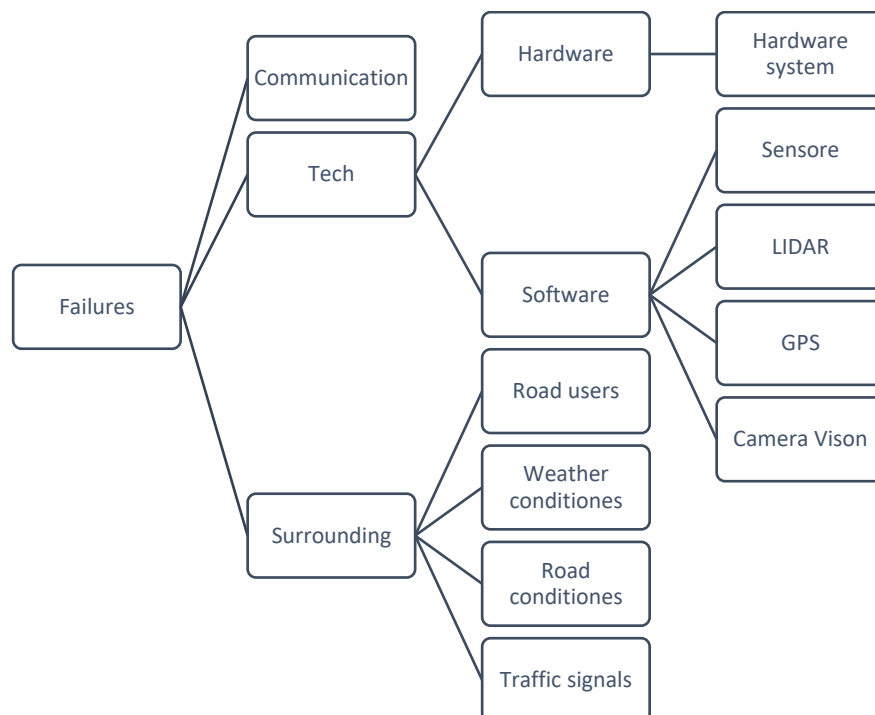 Failures
Communication
Tech
Hardware
Hardware
system
Software
Sensore
LIDAR
GPS
Camera Vison
Surrounding
Road users
Weather
conditiones
Road
conditiones
Traffic signals